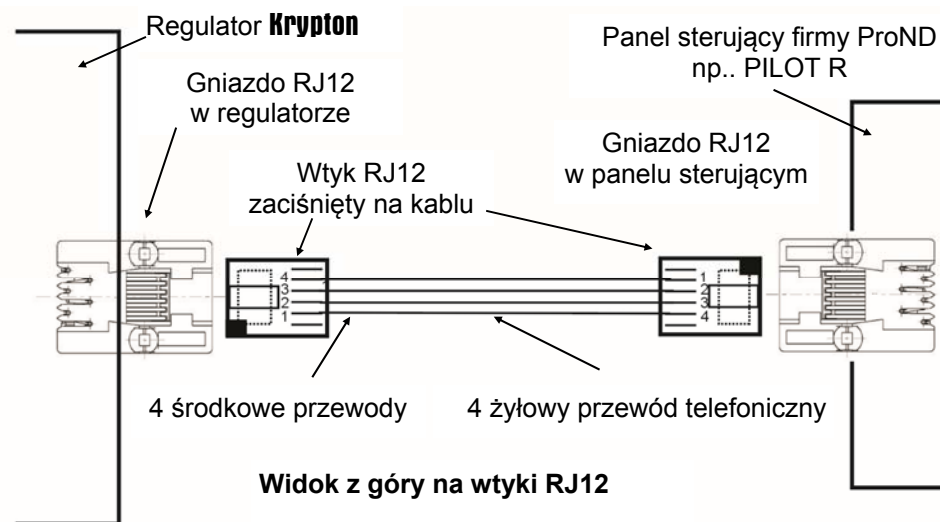 Regulator Krypton
Panel sterujący firmy ProND
np.. PILOT R
Gniazdo RJ12
w regulatorze
Gniazdo RJ12
w panelu sterującym
Wtyk RJ12
zaciśnięty na kablu
4
3
2
1
1
2
3
4
4 środkowe przewody
4 żyłowy przewód telefoniczny
Widok z góry na wtyki RJ12